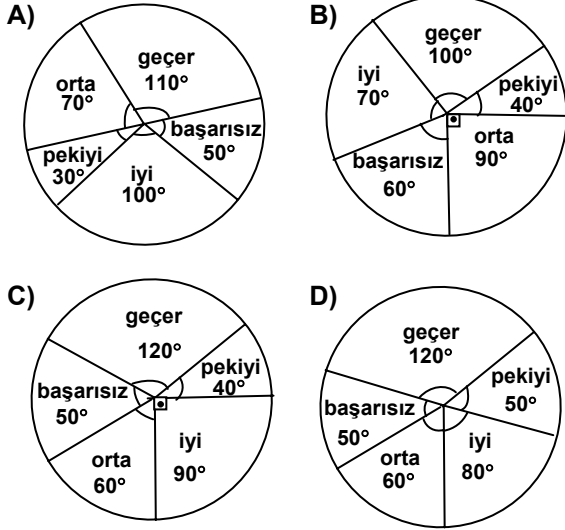 A)
geçer
110°
orta
70°
başarısız
50°
pekiyi
30°
iyi
100°
B)
geçer
100°
iyi
70°
pekiyi
40°
orta
90°
başarısız
60°
C)
geçer
120°
pekiyi
40°
başarısız
50°
iyi
90°
orta
60°
D)
geçer
120°
pekiyi
50°
başarısız
50°
iyi
80°
orta
60°